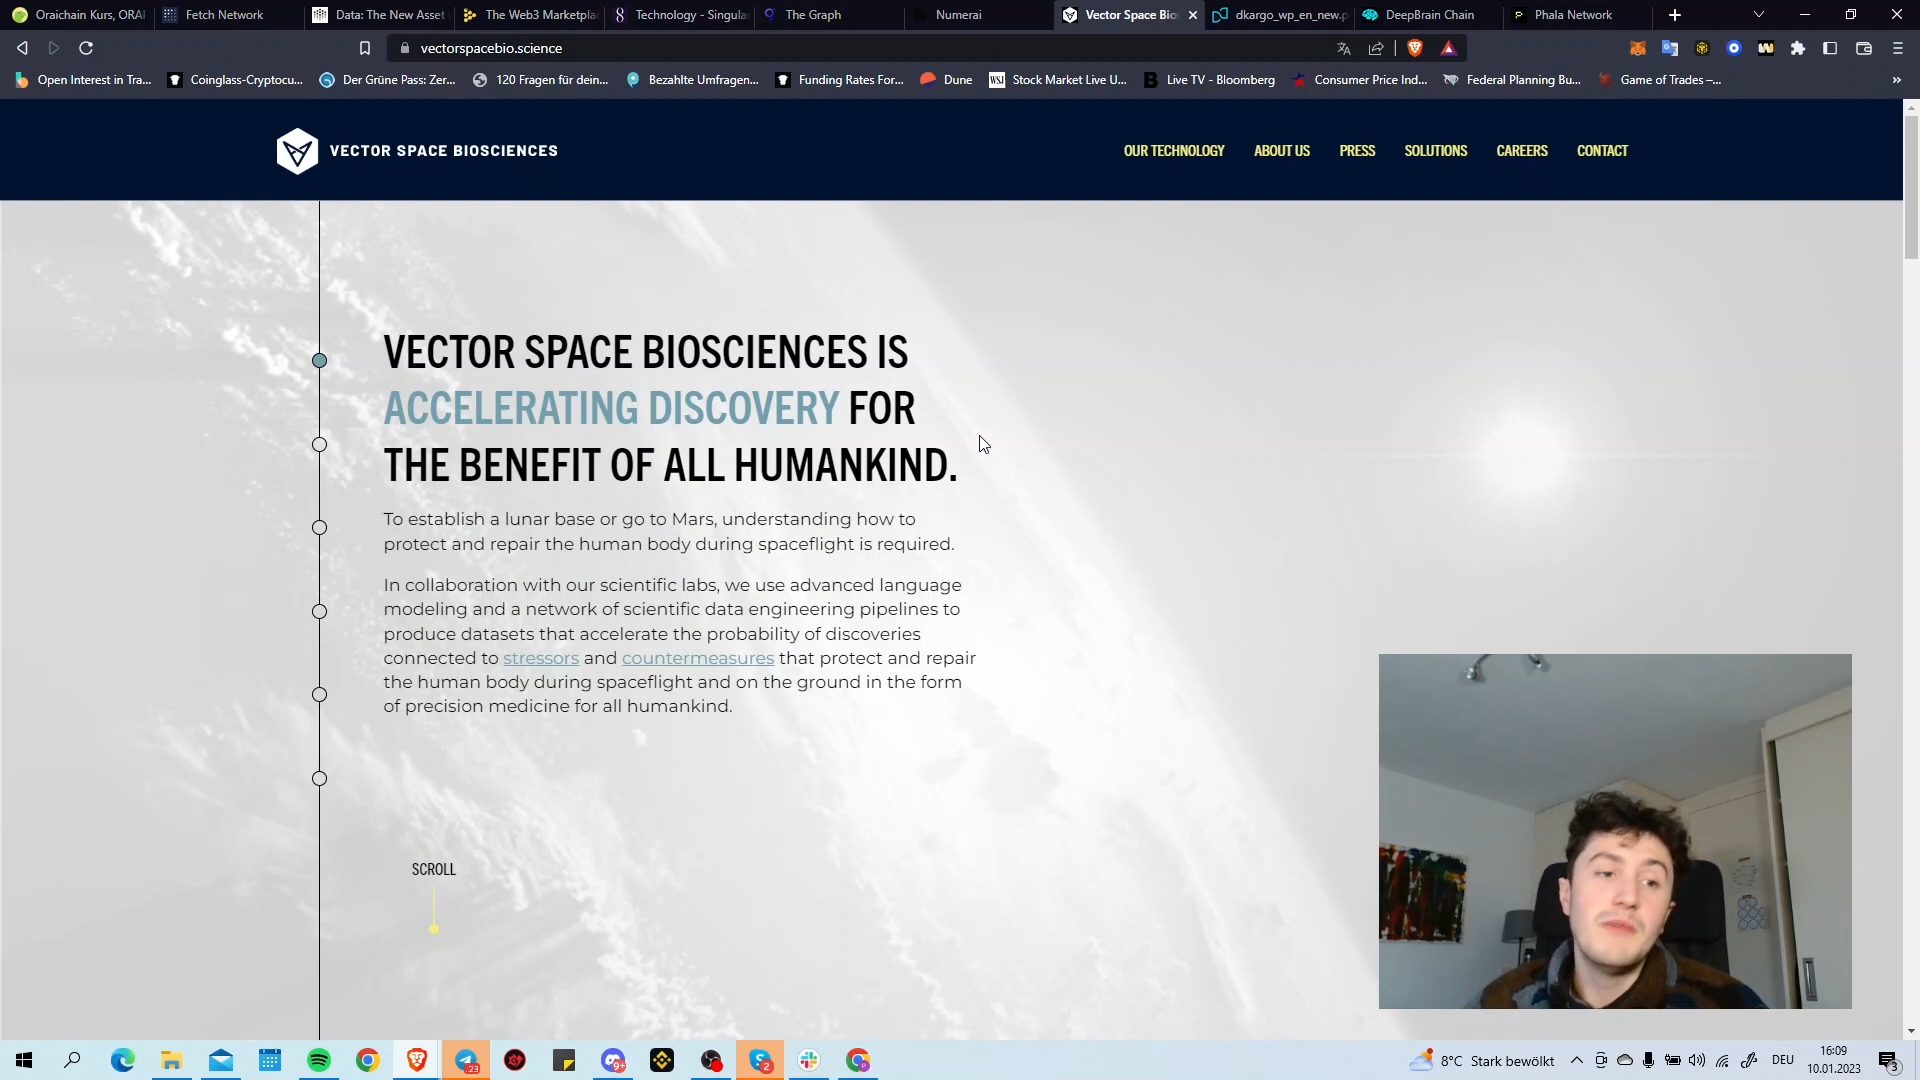 Oraichain Kurs, ORAI
Fetch Network
Data: The New Asset
The Web3 Marketplac
Technology - Singular
The Graph
Numerai
Vector Space Bios
dkargo_wp_en_new.p
DeepBrain Chain
Phala Network
vectorspacebio.science
Open Interest in Tra...
Coinglass-Cryptocu...
Der Grüne Pass: Zer...
120 Fragen für dein...
Bezahlte Umfragen...
Funding Rates For...
Dune
WSJ
Stock Market Live U...
Live TV - Bloomberg
Consumer Price Ind...
Federal Planning Bu...
Game of Trades –...
»
VECTOR SPACE BIOSCIENCES
OUR TECHNOLOGY
ABOUT US
PRESS
SOLUTIONS
CAREERS
CONTACT
VECTOR SPACE BIOSCIENCES IS
ACCELERATING DISCOVERY FOR
THE BENEFIT OF ALL HUMANKIND.
To establish a lunar base or go to Mars, understanding how to
protect and repair the human body during spaceflight is required.
In collaboration with our scientific labs, we use advanced language
modeling and a network of scientific data engineering pipelines to
produce datasets that accelerate the probability of discoveries
connected to stressors and countermeasures that protect and repair
the human body during spaceflight and on the ground in the form
of precision medicine for all humankind.
SCROLL
23
9+
2
8°C Stark bewölkt
DEU
16:09
10.01.2023
3